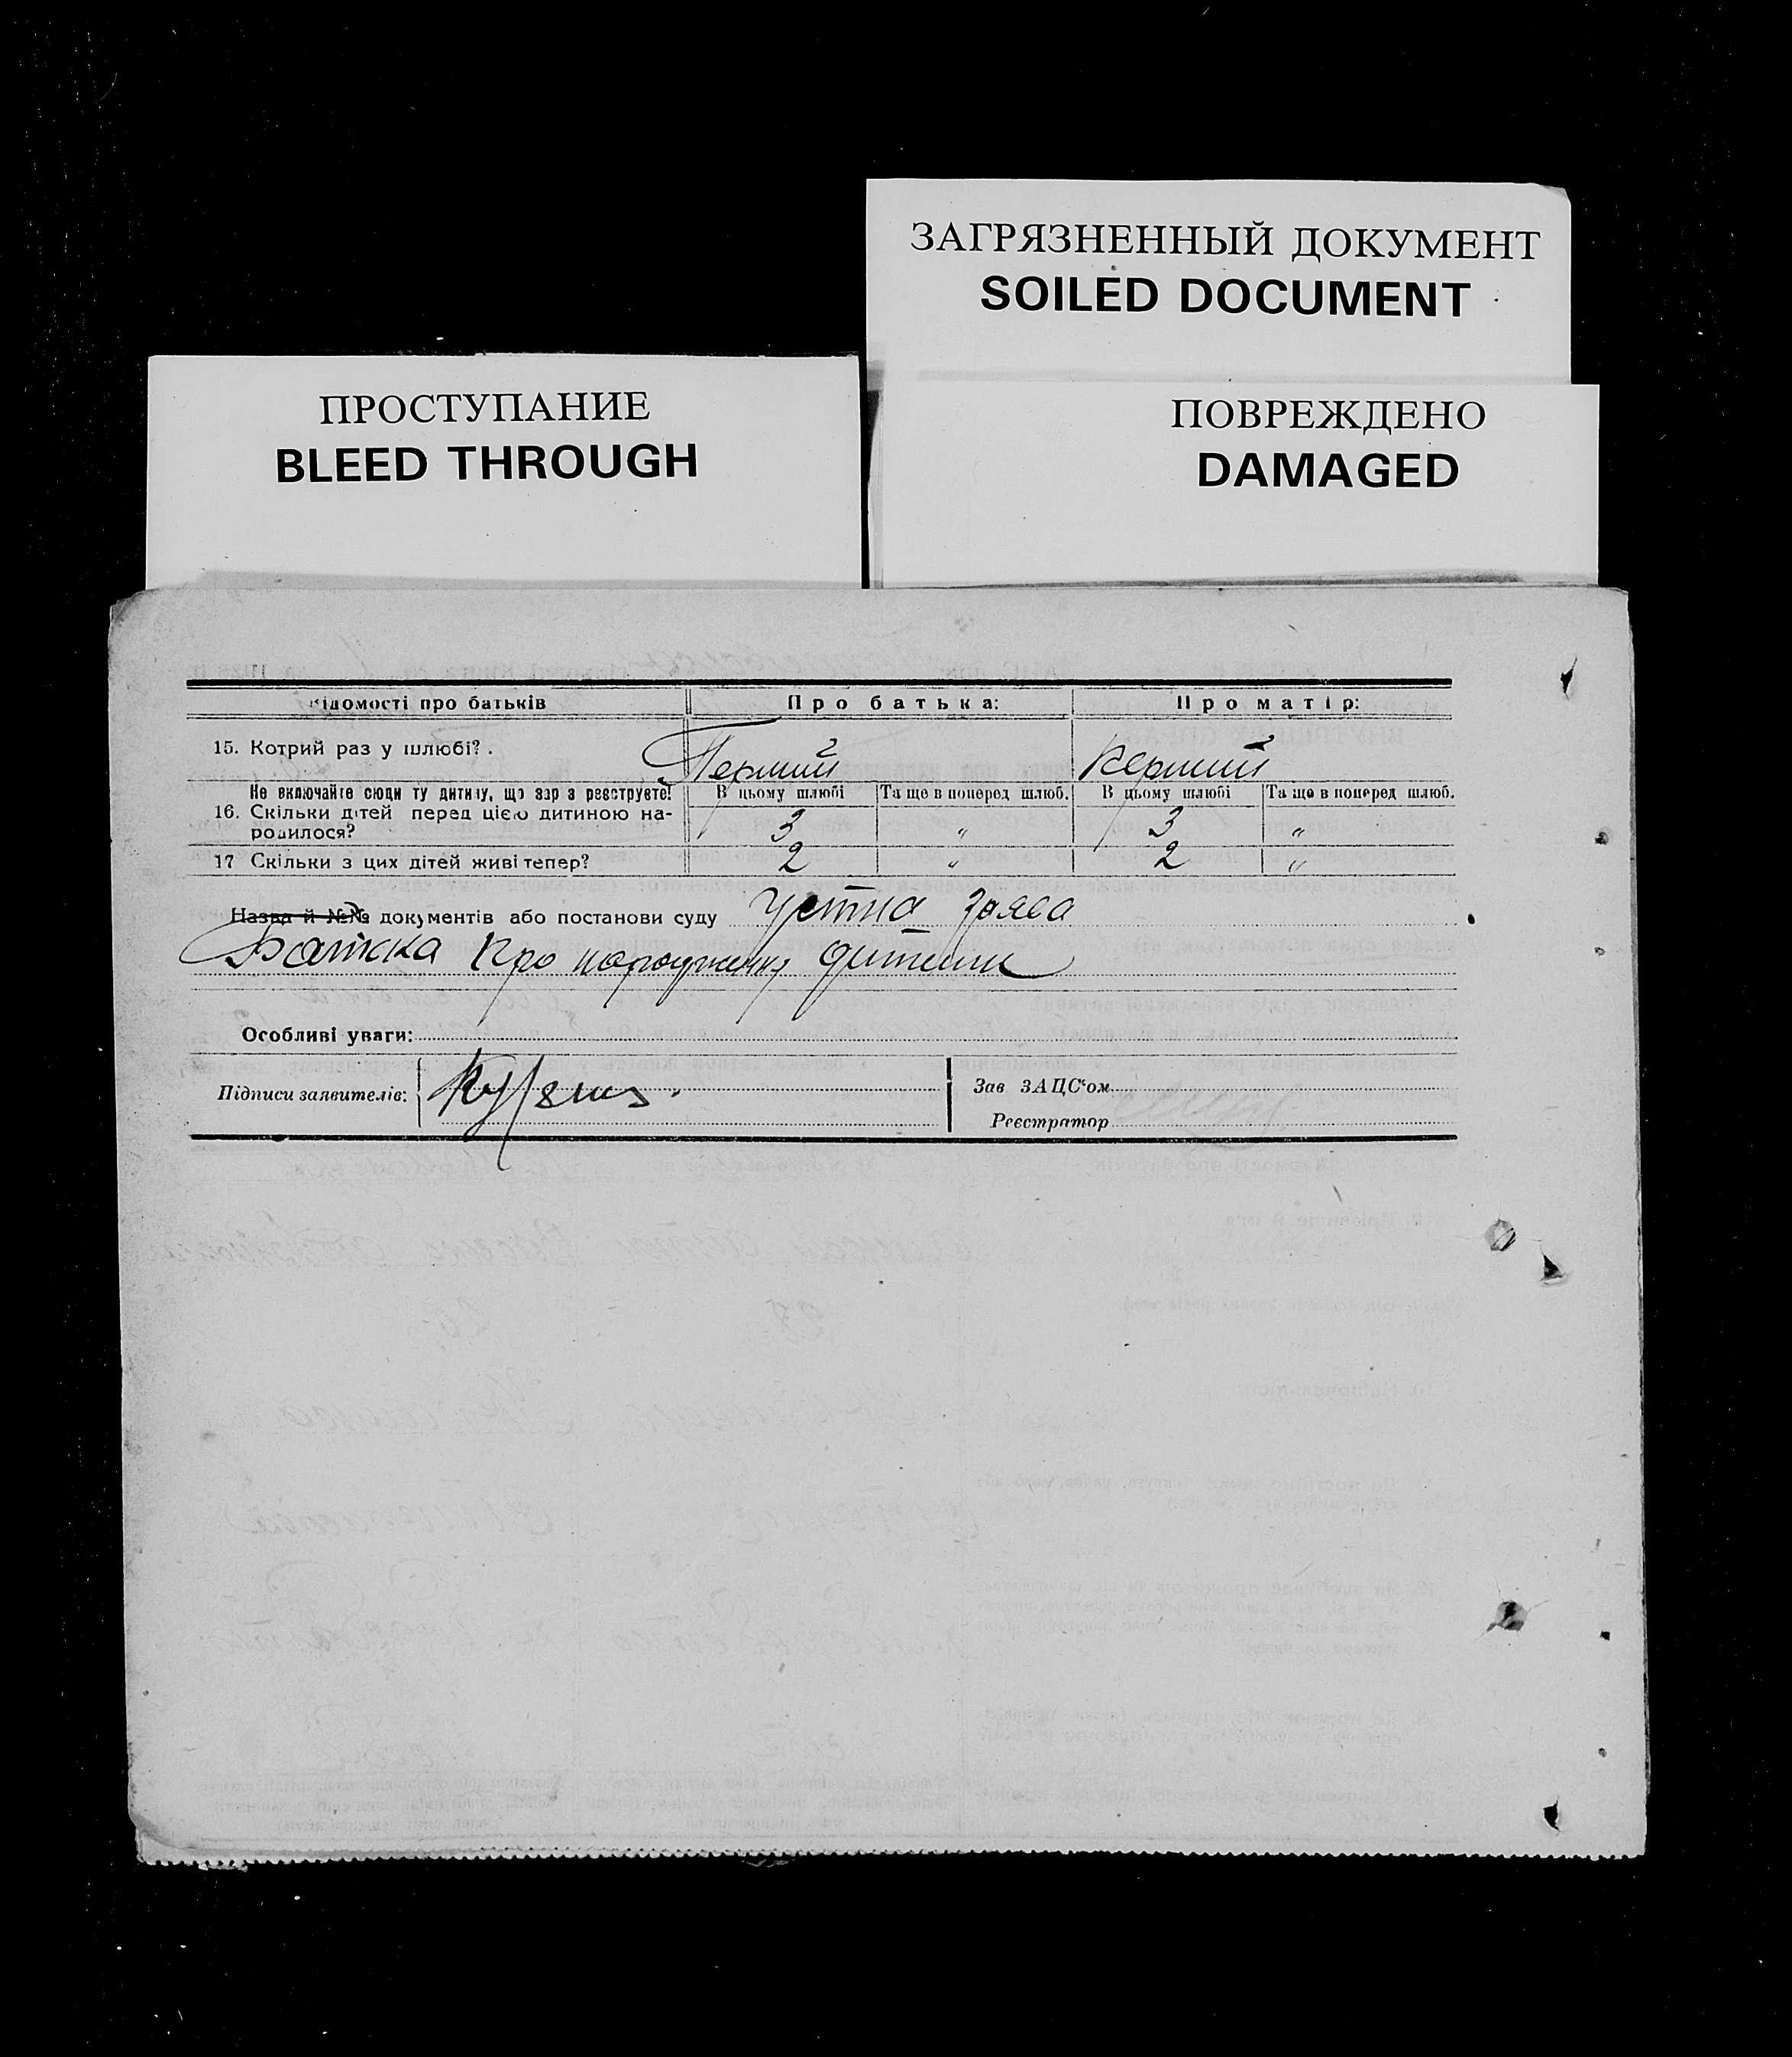 ЗАГРЯЗНЕННЫЙ ДОКУМЕНТ
SOILED DOCUMENT
ПРОСТУПАНИЕ
BLEED THROUGH
ПОВРЕЖДЕНО
DAMAGED
Відомості про батьків Про батька: Про матір:
15. Котрий раз у шлюбі? . Перший Перший
Не включайте сюди ту дитину, що зар з реєструєте! В цьому шлюбі Та ще в поперед шлюб. В цьому шлюбі Та ще в поперед шлюб.
16. Скільки дітей перед цією дитиною на-
родилося? 3 " 3 "
17 Скільки з цих дітей живі тепер? 2 " 2 "
Назва й №№ документів або постанови суду Устна заява
Батька про народження дитини
Особливі уваги:
Підписи заявителів: Зав ЗАЦС'ом
Реєстратор